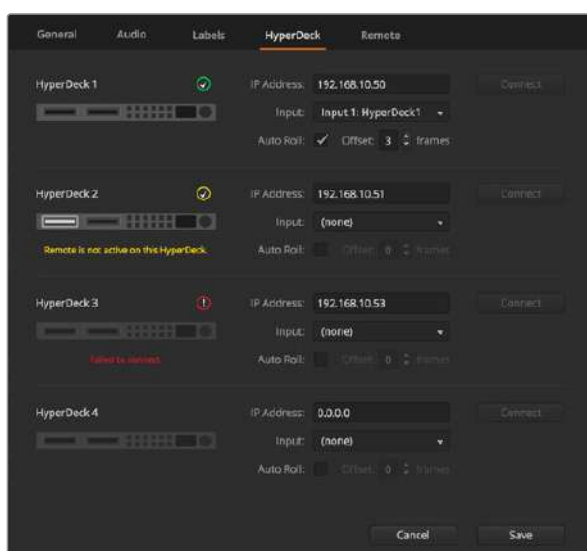 General Audio Labels HyperDeck Remote
HyperDeck 1 IP Address: 192.168.10.50 Connect
Input: Input 1: HyperDeck1
Auto Roll: Offset: 3 frames
HyperDeck 2 IP Address: 192.168.10.51 Connect
Input: (none)
Remote is not active on this HyperDeck. Auto Roll: Offset: 0 frames
HyperDeck 3 IP Address: 192.168.10.53 Connect
Input: (none)
Failed to connect Auto Roll: Offset: 0 frames
HyperDeck 4 IP Address: 0.0.0.0 Connect
Input: (none)
Auto Roll: Offset: 0 frames
Cancel Save